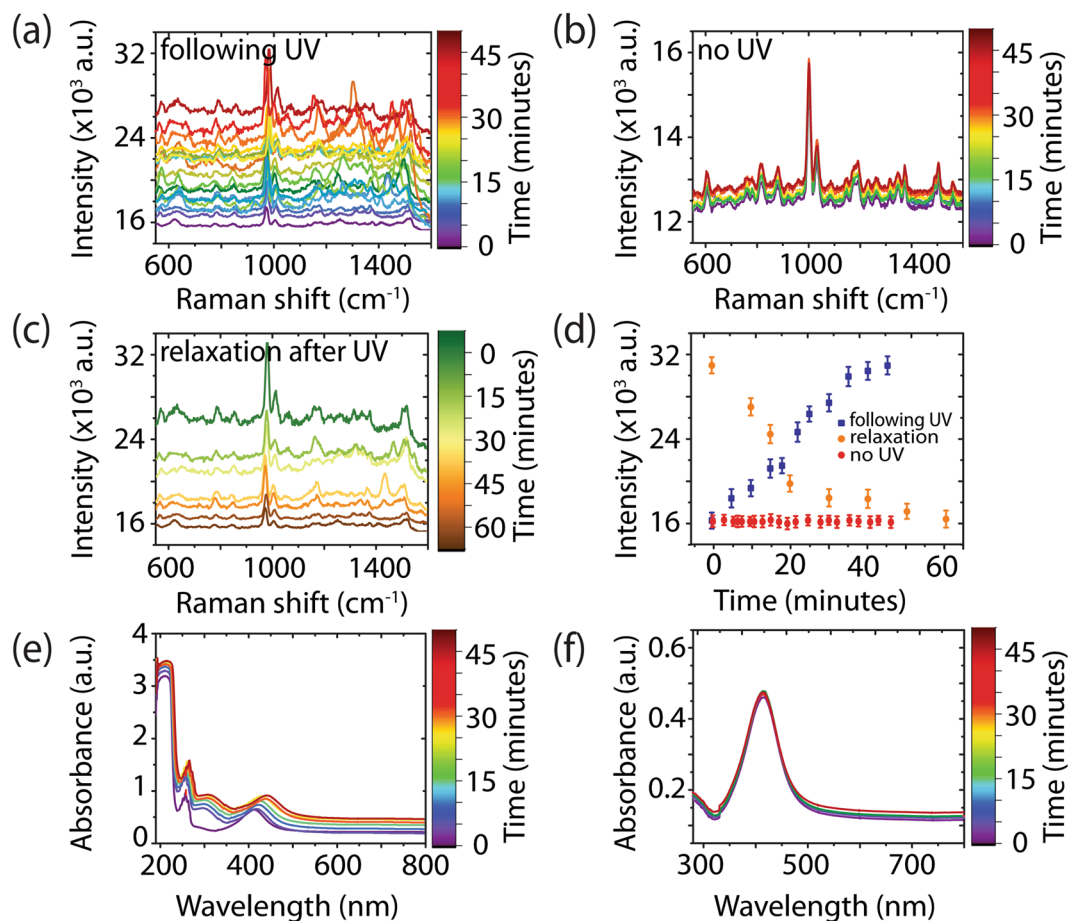 (a)
following UV
Intensity (x10³ a.u.)
32
24
16
600
1000
1400
Raman shift (cm⁻¹)
45
30
15
0
Time (minutes)
(b)
no UV
Intensity (x10³ a.u.)
16
14
12
600
1000
1400
Raman shift (cm⁻¹)
45
30
15
0
Time (minutes)
(c)
relaxation after UV
Intensity (x10³ a.u.)
32
24
16
600
1000
1400
Raman shift (cm⁻¹)
0
15
30
45
60
Time (minutes)
(d)
Intensity (x10³ a.u.)
32
24
16
following UV
relaxation
no UV
0
20
40
60
Time (minutes)
(e)
Absorbance (a.u.)
4
3
2
1
0
200
400
600
800
Wavelength (nm)
45
30
15
0
Time (minutes)
(f)
Absorbance (a.u.)
0.6
0.4
0.2
300
500
700
Wavelength (nm)
45
30
15
0
Time (minutes)